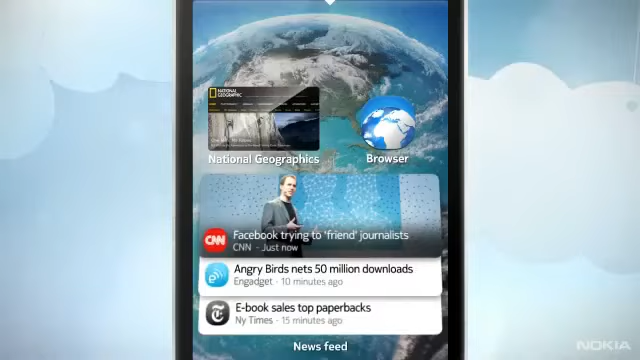 NATIONAL
GEOGRAPHIC
National Geographics
Browser
CNN
Facebook trying to 'friend' journalists
CNN - Just now
Angry Birds nets 50 million downloads
Engadget - 10 minutes ago
E-book sales top paperbacks
Ny Times - 15 minutes ago
News feed
NOKIA